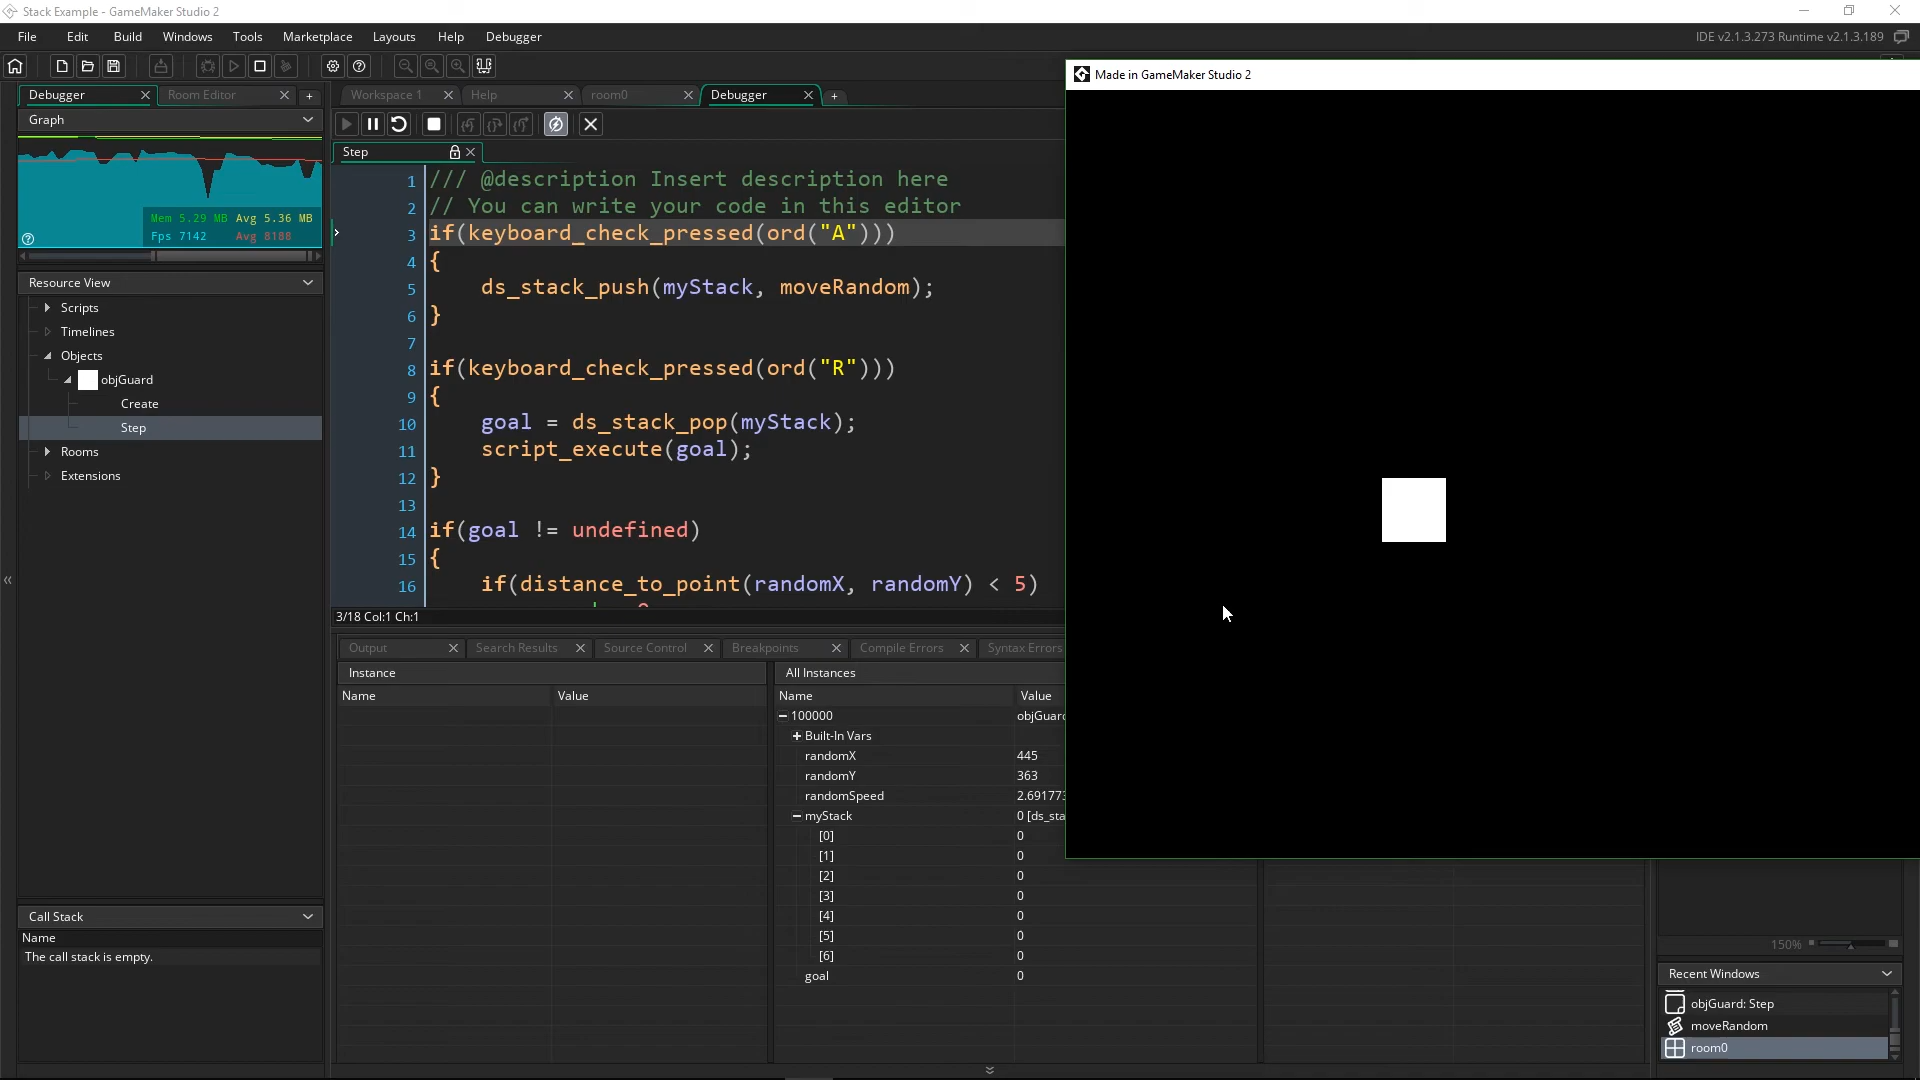 Stack Example - GameMaker Studio 2
File Edit Build Windows Tools Marketplace Layouts Help Debugger
IDE v2.1.3.273 Runtime v2.1.3.189
Debugger
Room Editor
Workspace 1
Help
room0
Debugger
Made in GameMaker Studio 2
Graph
Mem 5.29 MB Avg 5.36 MB
Fps 7142 Avg 8188
Resource View
Scripts
Timelines
Objects
objGuard
Create
Step
Rooms
Extensions
Call Stack
Name
The call stack is empty.
Step
1 /// @description Insert description here
2 // You can write your code in this editor
3 if(keyboard_check_pressed(ord("A")))
4 {
5 ds_stack_push(myStack, moveRandom);
6 }
7
8 if(keyboard_check_pressed(ord("R")))
9 {
10 goal = ds_stack_pop(myStack);
11 script_execute(goal);
12 }
13
14 if(goal != undefined)
15 {
16 if(distance_to_point(randomX, randomY) < 5)
3/18 Col:1 Ch:1
Output
Search Results
Source Control
Breakpoints
Compile Errors
Syntax Errors
Instance
Name Value
All Instances
Name Value
100000 objGuard
Built-In Vars
randomX 445
randomY 363
randomSpeed 2.691773
myStack 0 [ds_sta
[0] 0
[1] 0
[2] 0
[3] 0
[4] 0
[5] 0
[6] 0
goal 0
150%
Recent Windows
objGuard: Step
moveRandom
room0